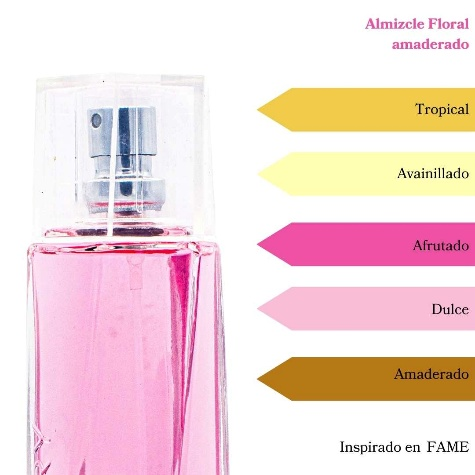 Almizcle Floral
amaderado
Tropical
Avainillado
Afrutado
Dulce
Amaderado
Inspirado en FAME